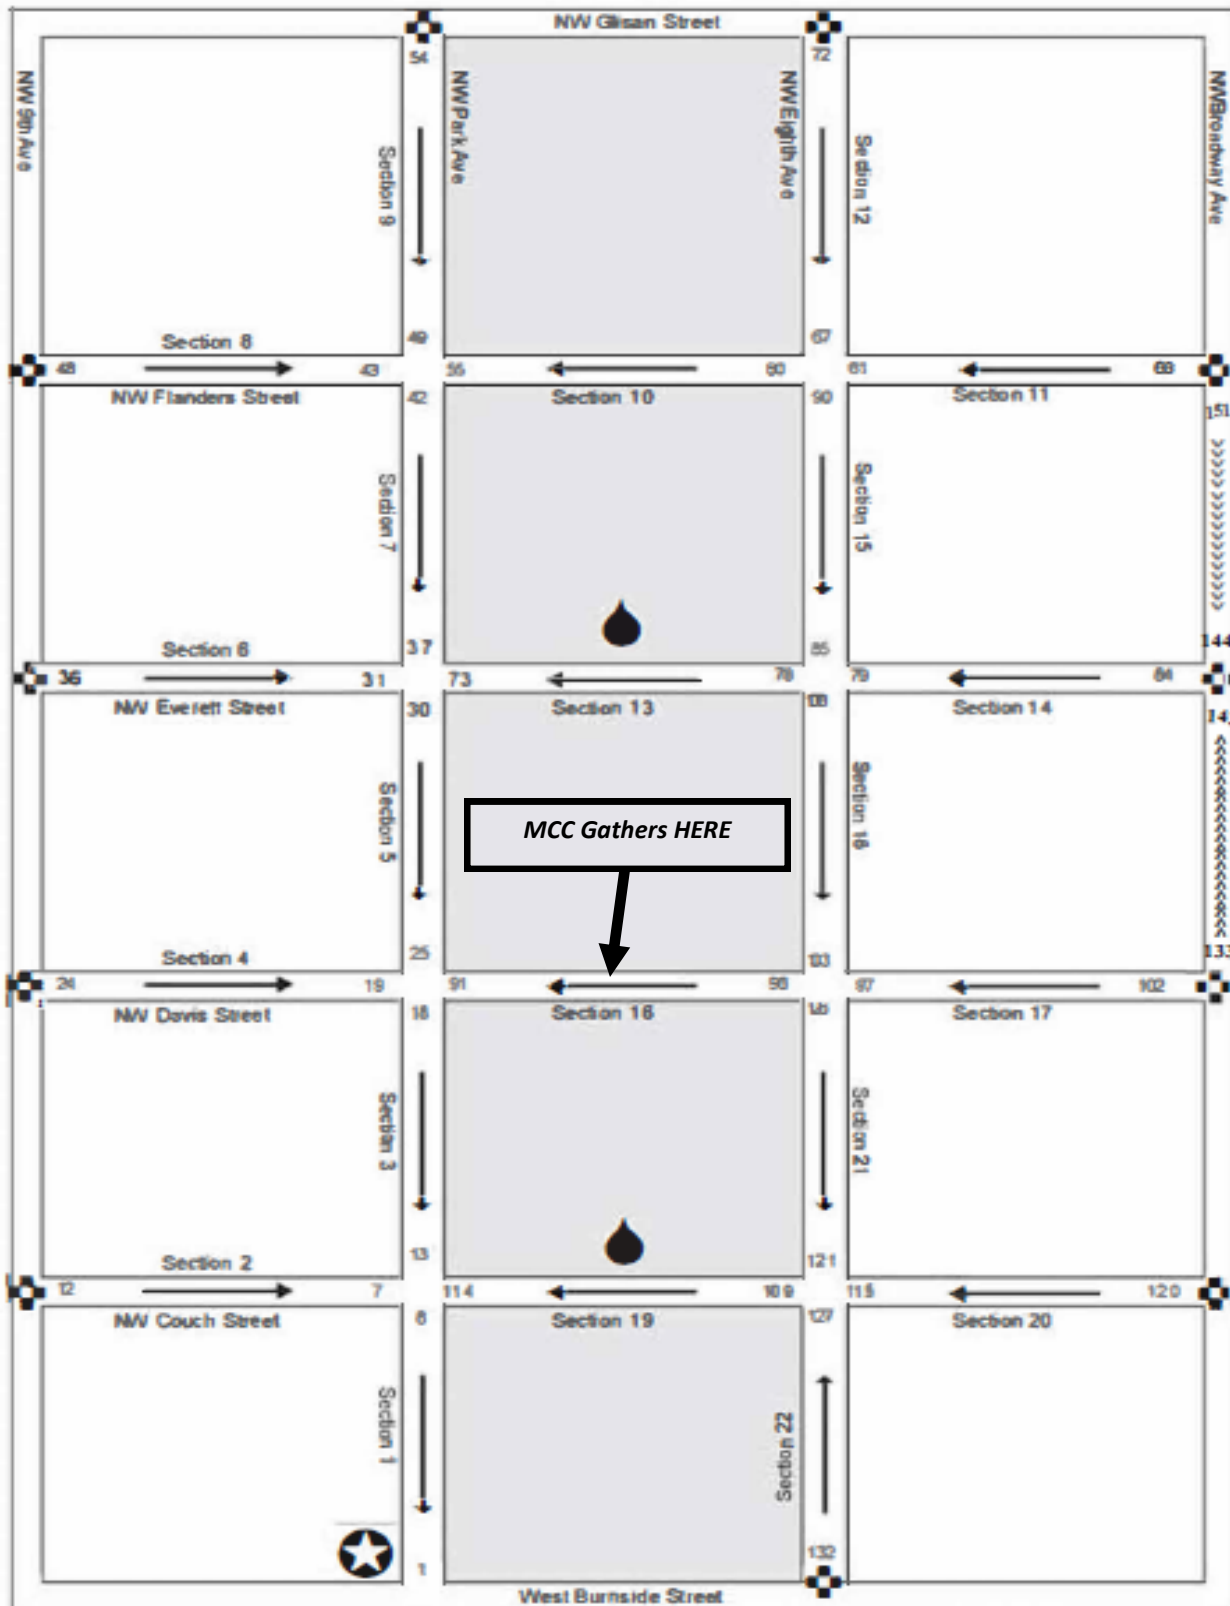 NW Glisan Street
54
72
NW 9th Ave
Section 9
NW Park Ave
NW Eighth Ave
Section 12
NW Broadway Ave
Section 8
49
67
48
43
55
60
61
NW Flanders Street
42
Section 10
90
Section 11
151
Section 7
Section 15
Section 6
37
85
144
36
31
73
78
79
84
NW Everett Street
30
Section 13
108
Section 14
Section 5
MCC Gathers HERE
Section 18
Section 4
25
103
133
24
19
91
96
97
102
NW Davis Street
18
Section 16
126
Section 17
Section 3
Section 21
Section 2
13
121
12
7
114
109
115
120
NW Couch Street
6
Section 19
127
Section 20
Section 1
Section 22
1
132
West Burnside Street